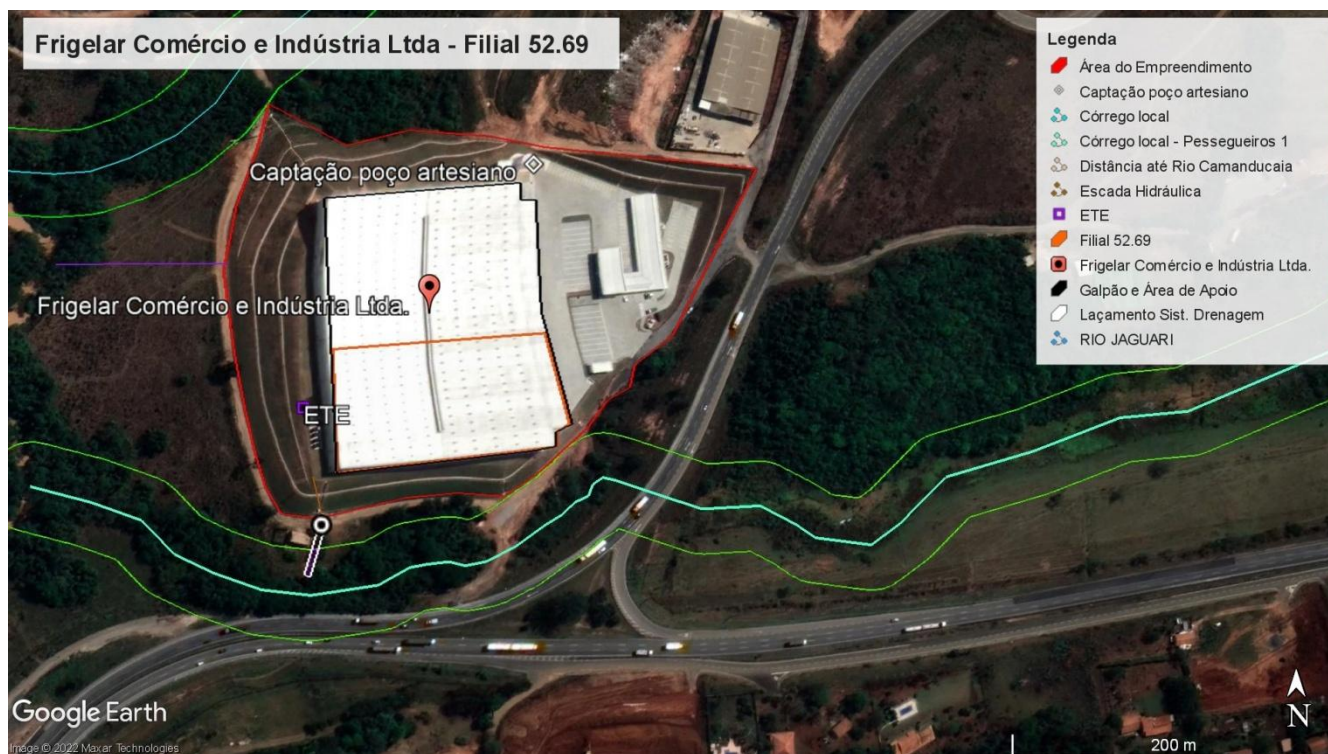 Frigelar Comércio e Indústria Ltda - Filial 52.69
Legenda
Área do Empreendimento
Captação poço artesiano
Córrego local
Córrego local - Pessegueiros 1
Distância até Rio Camanducaia
Escada Hidráulica
ETE
Filial 52.69
Frigelar Comércio e Indústria Ltda.
Galpão e Área de Apoio
Laçamento Sist. Drenagem
RIO JAGUARI
Captação poço artesiano
Frigelar Comércio e Indústria Ltda.
ETE
Google Earth
Image © 2022 Maxar Technologies
N
200 m